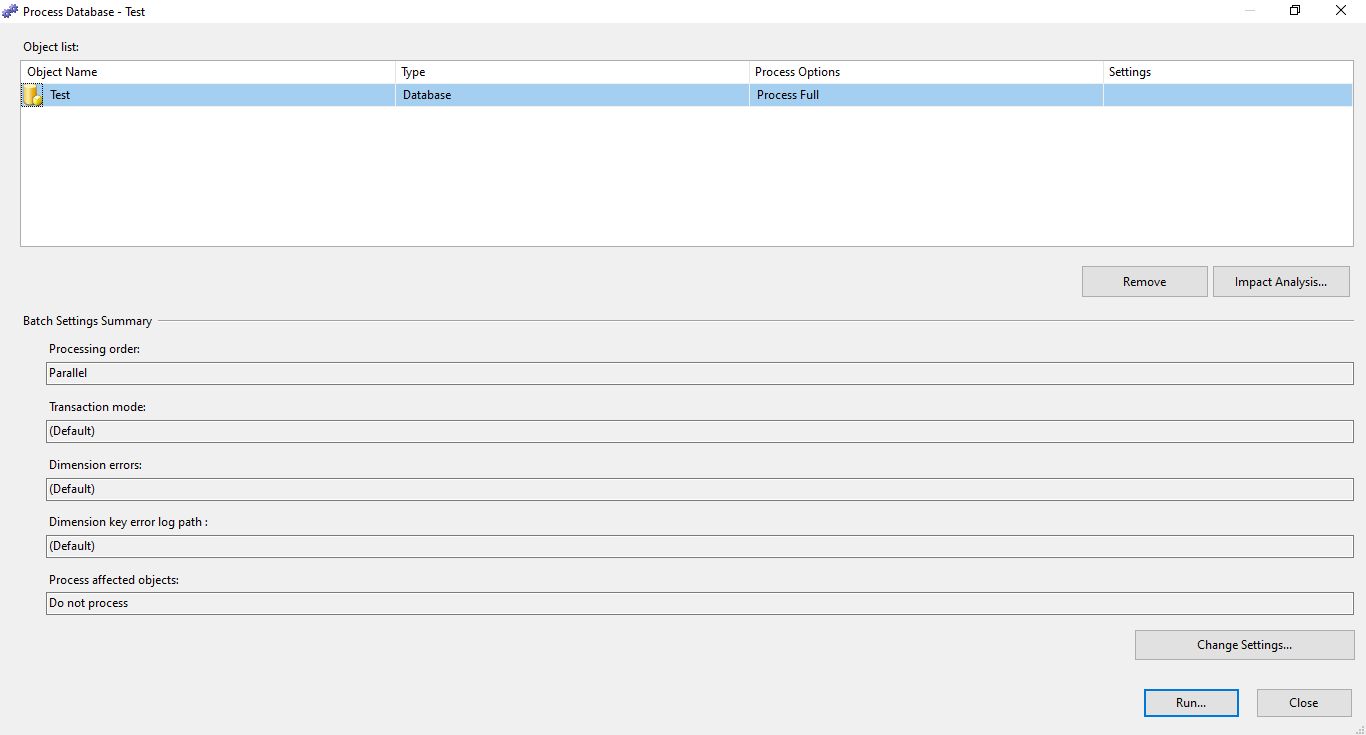 Process Database - Test
Object list:
Object Name Type Process Options Settings
Test Database Process Full
Remove Impact Analysis...
Batch Settings Summary
Processing order:
Parallel
Transaction mode:
(Default)
Dimension errors:
(Default)
Dimension key error log path :
(Default)
Process affected objects:
Do not process
Change Settings...
Run... Close